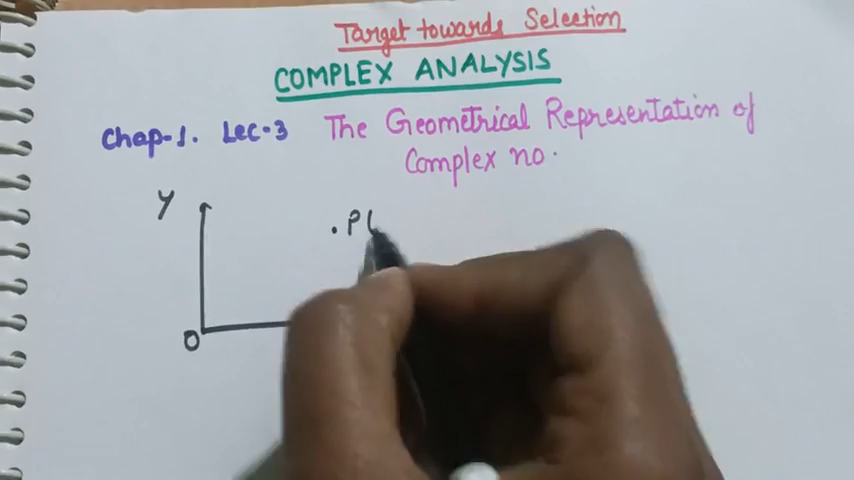 Target towards Selection
COMPLEX ANALYSIS
Chap-1. Lec-3 The Geometrical Representation of
Complex no.
Y
.P(
O